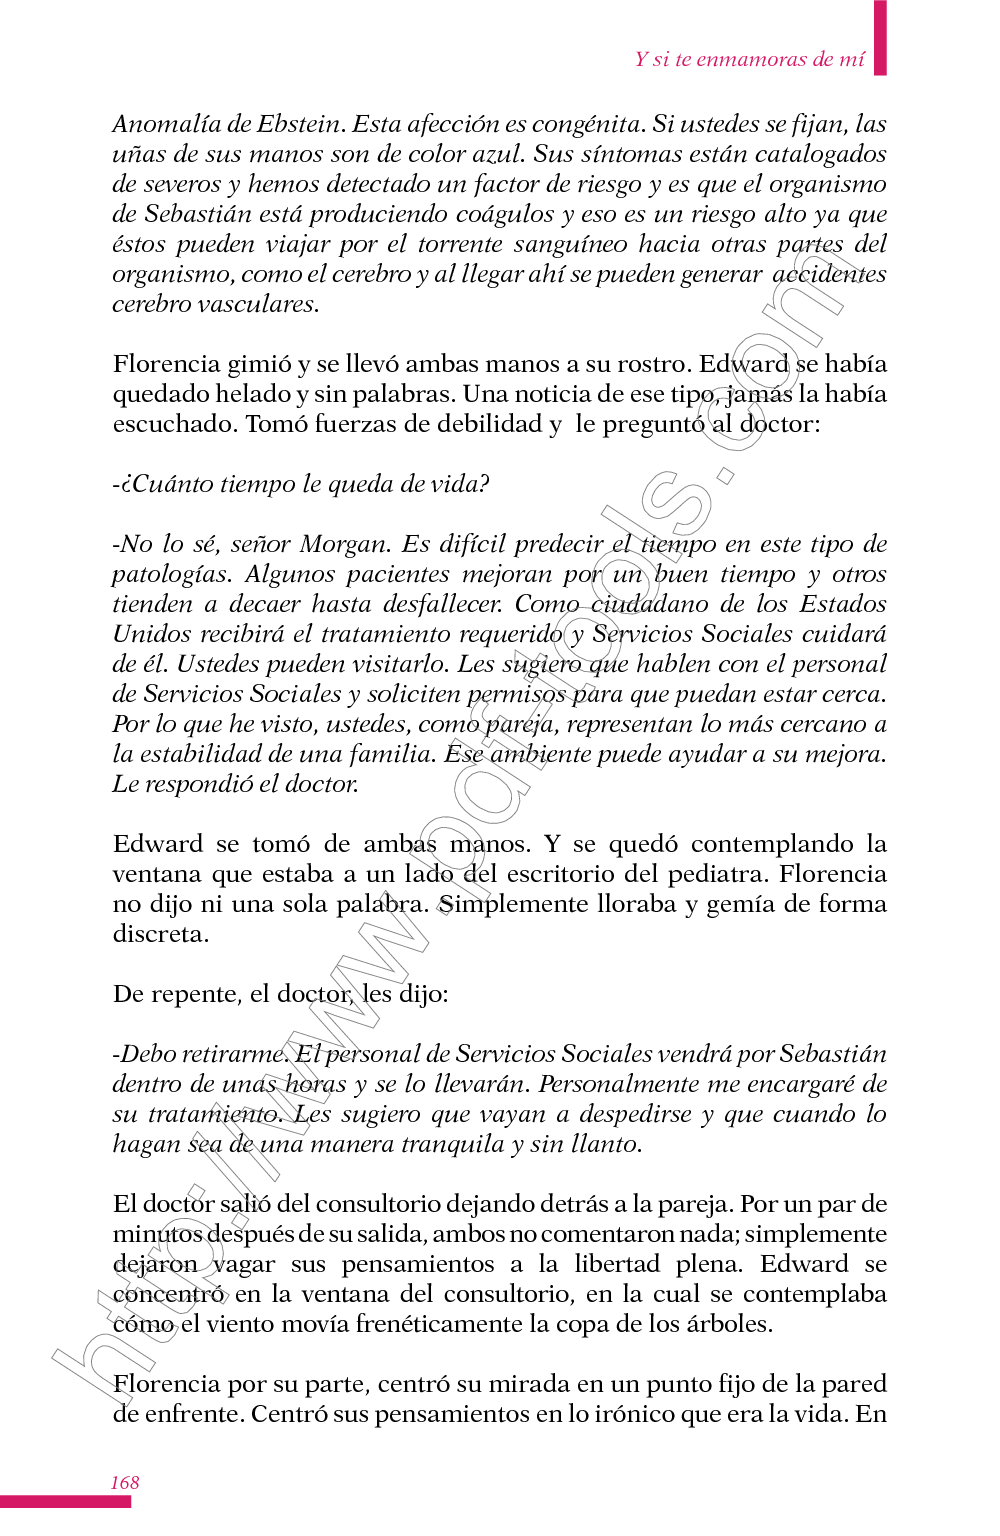 Y si te enmamoras de mí
Anomalía de Ebstein. Esta afección es congénita. Si ustedes se fijan, las
uñas de sus manos son de color azul. Sus síntomas están catalogados
de severos y hemos detectado un factor de riesgo y es que el organismo
de Sebastián está produciendo coágulos y eso es un riesgo alto ya que
éstos pueden viajar por el torrente sanguíneo hacia otras partes del
organismo, como el cerebro y al llegar ahí se pueden generar  accidentes
cerebro vasculares.
Florencia gimió y se llevó ambas manos a su rostro. Edward se había
quedado helado y sin palabras. Una noticia de ese tipo, jamás la había
escuchado. Tomó fuerzas de debilidad y  le preguntó al doctor:
-¿Cuánto tiempo le queda de vida?
-No lo sé, señor Morgan. Es difícil predecir el tiempo en este tipo de
patologías. Algunos pacientes mejoran por un buen tiempo y otros
tienden a decaer hasta desfallecer. Como ciudadano de los Estados
Unidos recibirá el tratamiento requerido y Servicios Sociales cuidará
de él. Ustedes pueden visitarlo. Les sugiero que hablen con el personal
de Servicios Sociales y soliciten permisos para que puedan estar cerca.
Por lo que he visto, ustedes, como pareja, representan lo más cercano a
la estabilidad de una familia. Ese ambiente puede ayudar a su mejora.
Le respondió el doctor.
Edward se tomó de ambas manos. Y se quedó contemplando la
ventana que estaba a un lado del escritorio del pediatra. Florencia
no dijo ni una sola palabra. Simplemente lloraba y gemía de forma
discreta.
De repente, el doctor, les dijo:
-Debo retirarme. El personal de Servicios Sociales vendrá por Sebastián
dentro de unas horas y se lo llevarán. Personalmente me encargaré de
su tratamiento. Les sugiero que vayan a despedirse y que cuando lo
hagan sea de una manera tranquila y sin llanto.
El doctor salió del consultorio dejando detrás a la pareja. Por un par de
minutos después de su salida, ambos no comentaron nada; simplemente
dejaron vagar sus pensamientos a la libertad plena. Edward se
concentró en la ventana del consultorio, en la cual se contemplaba
cómo el viento movía frenéticamente la copa de los árboles.
Florencia por su parte, centró su mirada en un punto fijo de la pared
de enfrente. Centró sus pensamientos en lo irónico que era la vida. En
168
http://www.pdf-tools.com